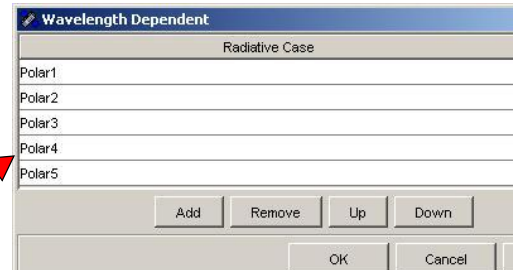 Wavelength Dependent
Radiative Case
Polar1
Polar2
Polar3
Polar4
Polar5
Add Remove Up Down
OK Cancel